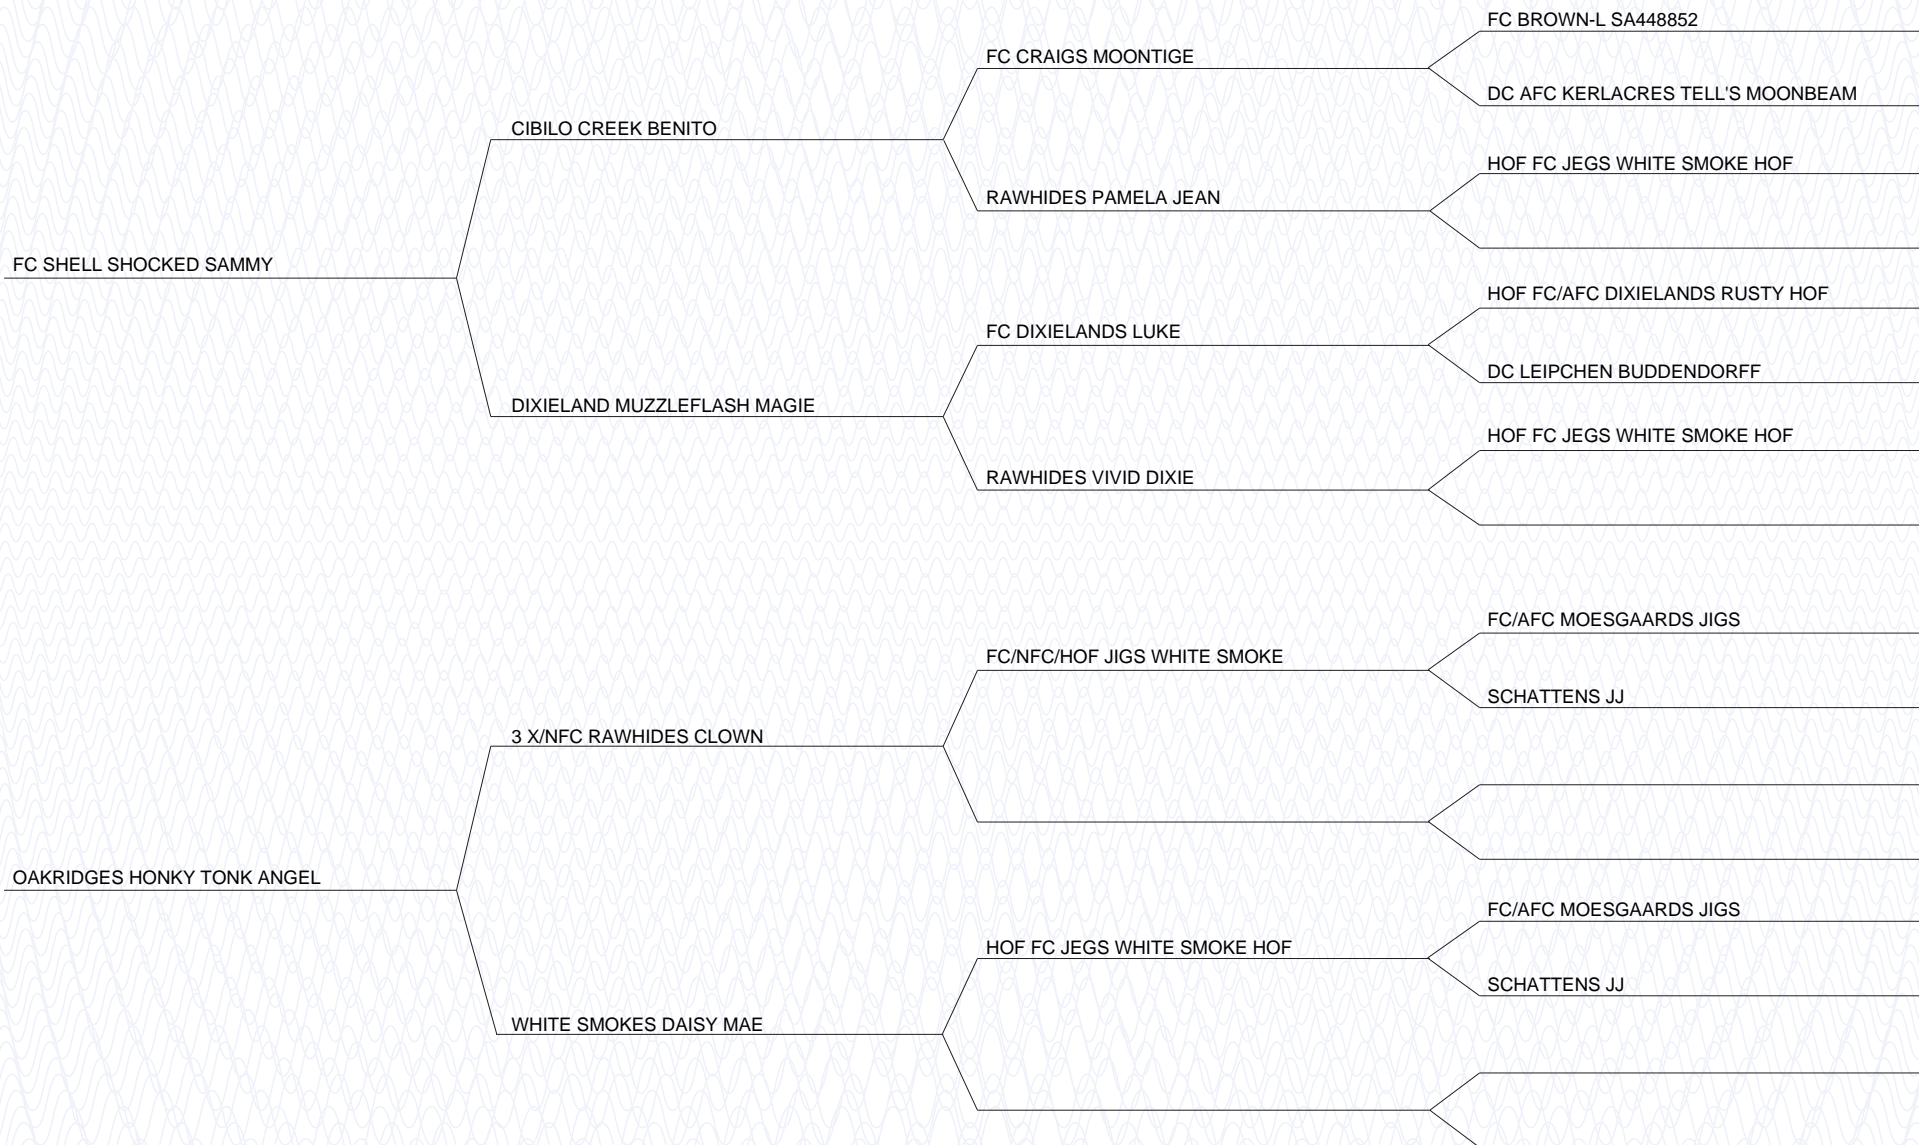 FC BROWN-L SA448852
FC CRAIGS MOONTIGE
DC AFC KERLACRES TELL'S MOONBEAM
CIBILO CREEK BENITO
HOF FC JEGS WHITE SMOKE HOF
RAWHIDES PAMELA JEAN
FC SHELL SHOCKED SAMMY
HOF FC/AFC DIXIELANDS RUSTY HOF
FC DIXIELANDS LUKE
DC LEIPCHEN BUDDENDORFF
DIXIELAND MUZZLEFLASH MAGIE
HOF FC JEGS WHITE SMOKE HOF
RAWHIDES VIVID DIXIE
FC/AFC MOESGAARDS JIGS
FC/NFC/HOF JIGS WHITE SMOKE
SCHATTENS JJ
3 X/NFC RAWHIDES CLOWN
OAKRIDGES HONKY TONK ANGEL
FC/AFC MOESGAARDS JIGS
HOF FC JEGS WHITE SMOKE HOF
SCHATTENS JJ
WHITE SMOKES DAISY MAE